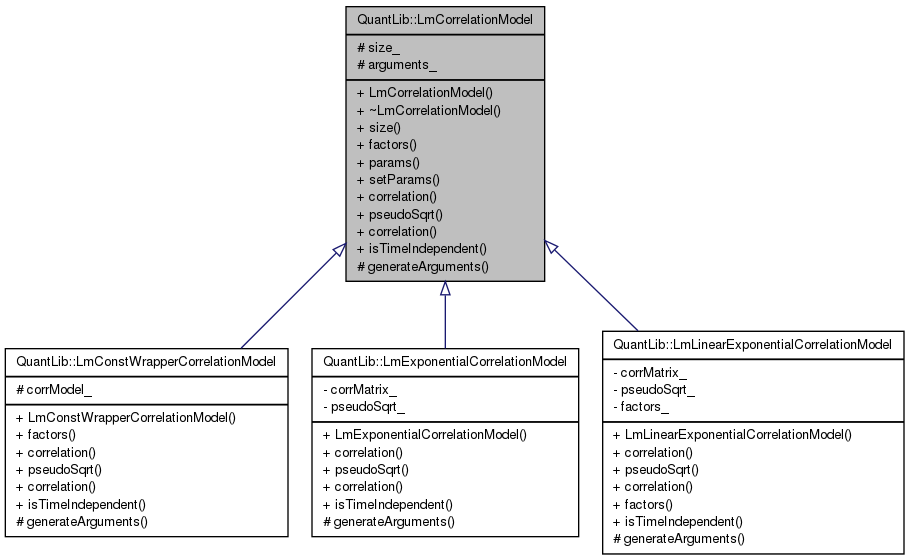 QuantLib::LmCorrelationModel
# size_
# arguments_
+ LmCorrelationModel()
+ ~LmCorrelationModel()
+ size()
+ factors()
+ params()
+ setParams()
+ correlation()
+ pseudoSqrt()
+ correlation()
+ isTimeIndependent()
# generateArguments()
QuantLib::LmConstWrapperCorrelationModel
# corrModel_
+ LmConstWrapperCorrelationModel()
+ factors()
+ correlation()
+ pseudoSqrt()
+ correlation()
+ isTimeIndependent()
# generateArguments()
QuantLib::LmExponentialCorrelationModel
- corrMatrix_
- pseudoSqrt_
+ LmExponentialCorrelationModel()
+ correlation()
+ pseudoSqrt()
+ correlation()
+ isTimeIndependent()
# generateArguments()
QuantLib::LmLinearExponentialCorrelationModel
- corrMatrix_
- pseudoSqrt_
- factors_
+ LmLinearExponentialCorrelationModel()
+ correlation()
+ pseudoSqrt()
+ correlation()
+ factors()
+ isTimeIndependent()
# generateArguments()